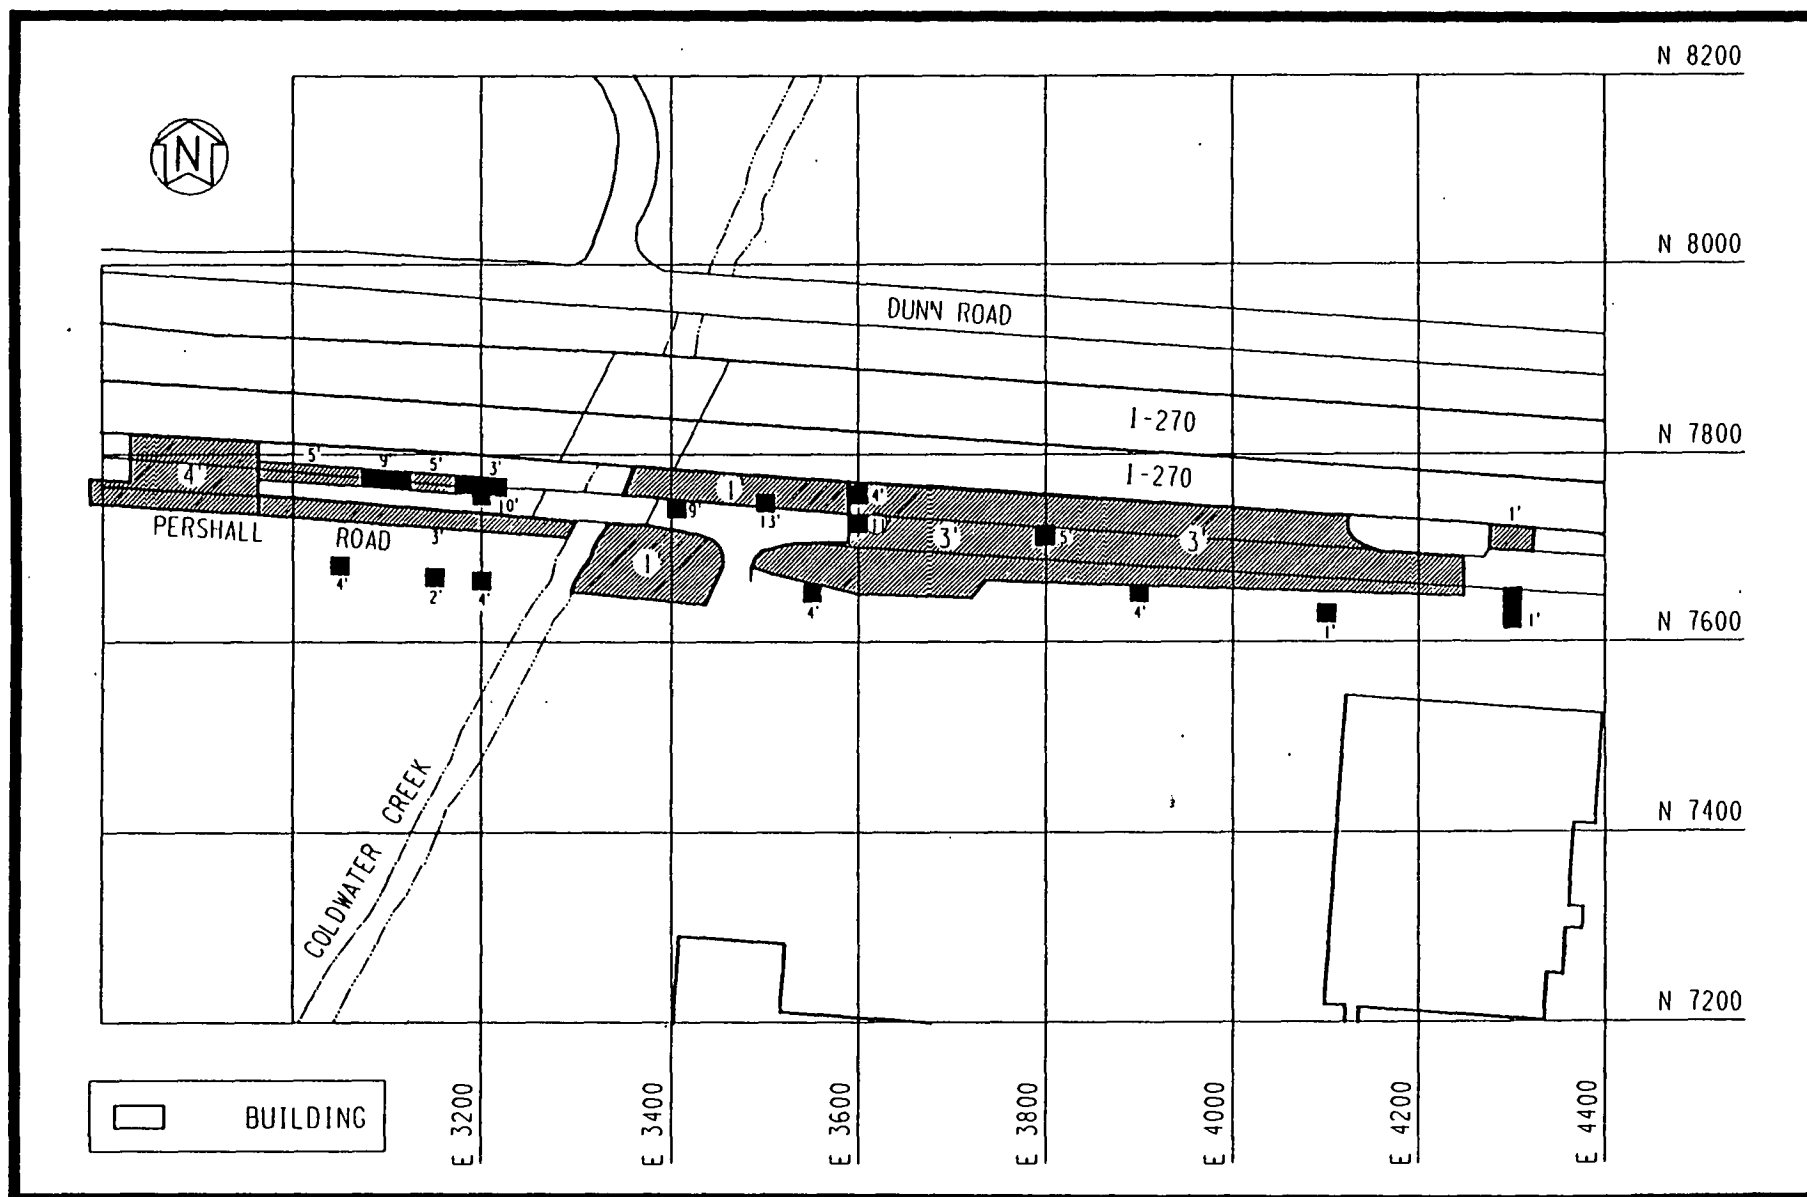 N 8200
N
N 8000
DUNN ROAD
N 7800
I-270
I-270
5'
9'
5'
3'
4'
1
4'
10'
9'
13'
1'
PERSHALL ROAD
3'
1
3'
5'
3'
4'
2'
4'
4'
4'
1'
1'
N 7600
COLDWATER CREEK
N 7400
N 7200
E 3200
E 3400
E 3600
E 3800
E 4000
E 4200
E 4400
BUILDING